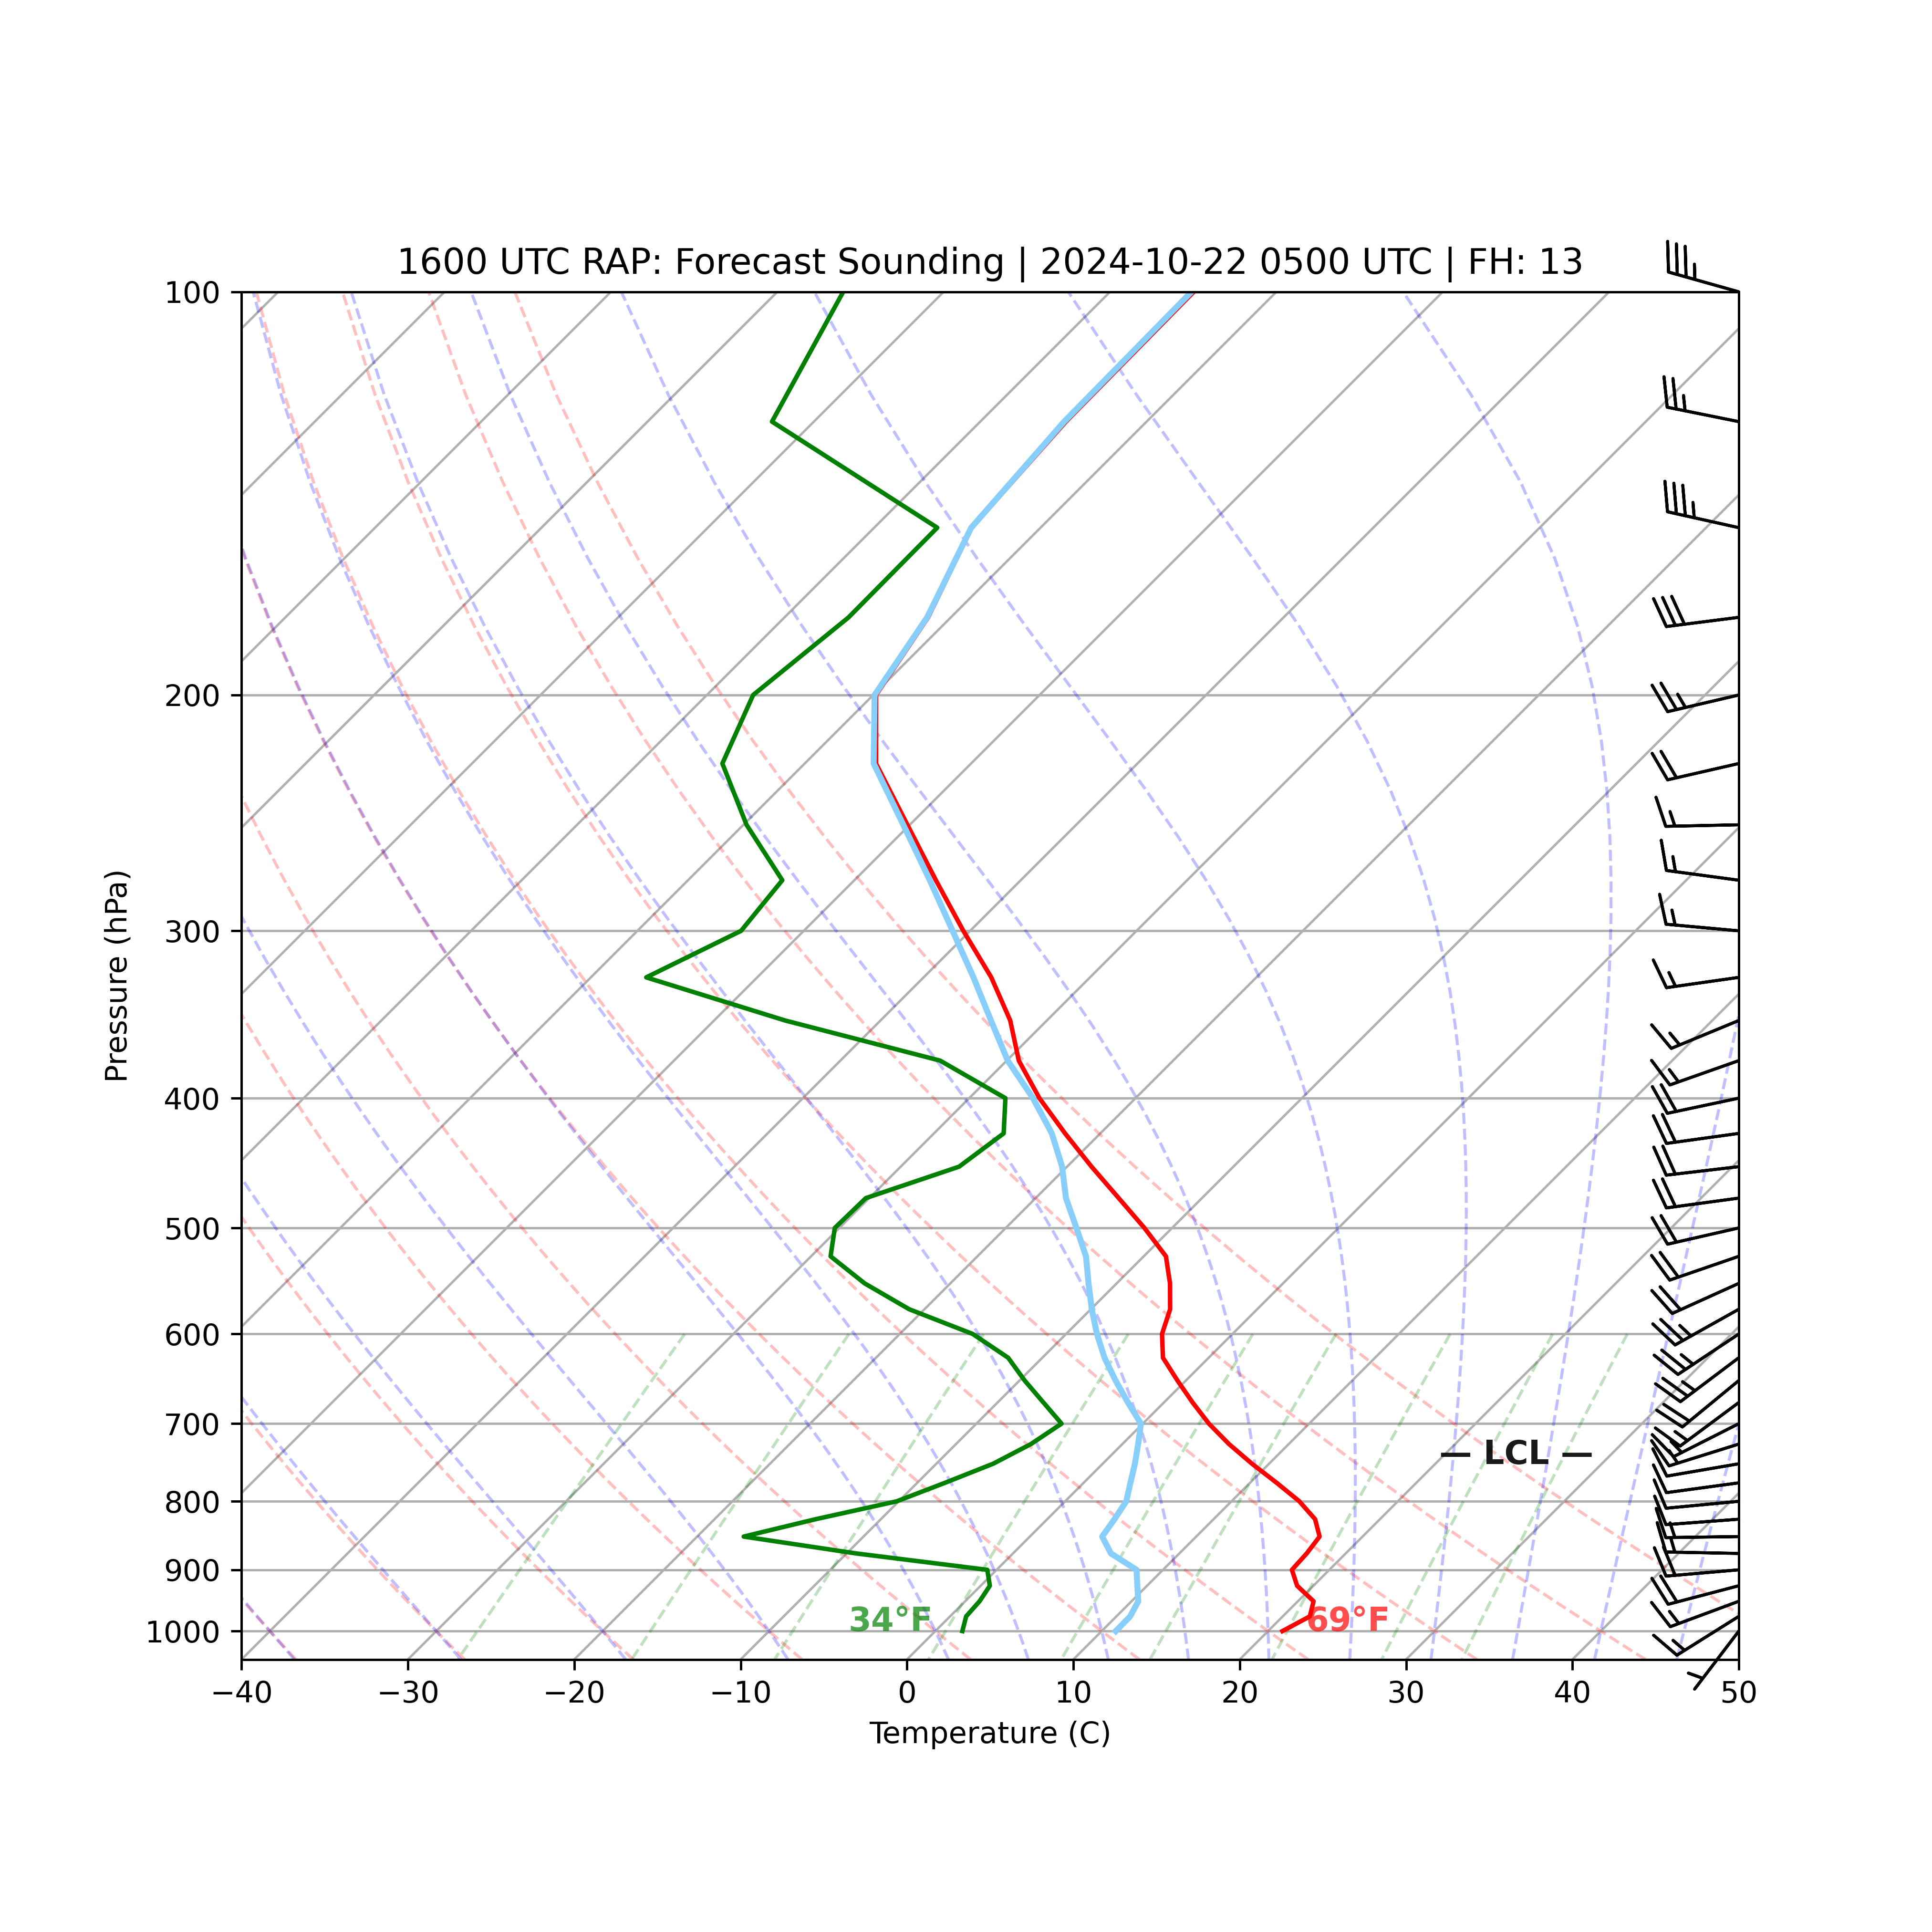 1600 UTC RAP: Forecast Sounding | 2024-10-22 0500 UTC | FH: 13
100
200
300
400
500
600
700
800
900
1000
Pressure (hPa)
— LCL —
34°F
69°F
−40 −30 −20 −10 0 10 20 30 40 50
Temperature (C)